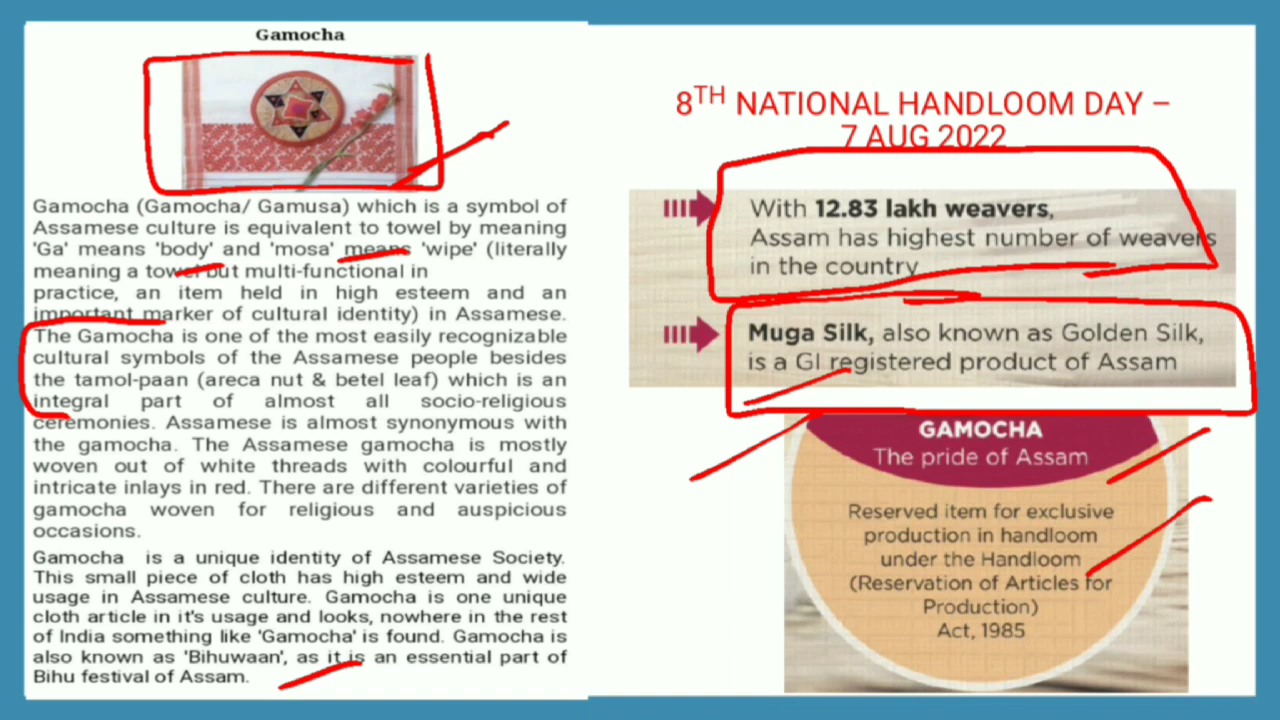 Gamocha
Gamocha (Gamocha/ Gamusa) which is a symbol of
Assamese culture is equivalent to towel by meaning
'Ga' means 'body' and 'mosa' means 'wipe' (literally
meaning a towel but multi-functional in
practice, an item held in high esteem and an
important marker of cultural identity) in Assamese.
The Gamocha is one of the most easily recognizable
cultural symbols of the Assamese people besides
the tamol-paan (areca nut & betel leaf) which is an
integral part of almost all socio-religious
ceremonies. Assamese is almost synonymous with
the gamocha. The Assamese gamocha is mostly
woven out of white threads with colourful and
intricate inlays in red. There are different varieties of
gamocha woven for religious and auspicious
occasions.
Gamocha is a unique identity of Assamese Society.
This small piece of cloth has high esteem and wide
usage in Assamese culture. Gamocha is one unique
cloth article in it's usage and looks, nowhere in the rest
of India something like 'Gamocha' is found. Gamocha is
also known as 'Bihuwaan', as it is an essential part of
Bihu festival of Assam.
8TH NATIONAL HANDLOOM DAY –
7 AUG 2022
With 12.83 lakh weavers,
Assam has highest number of weavers
in the country
Muga Silk, also known as Golden Silk,
is a GI registered product of Assam
GAMOCHA
The pride of Assam
Reserved item for exclusive
production in handloom
under the Handloom
(Reservation of Articles for
Production)
Act, 1985